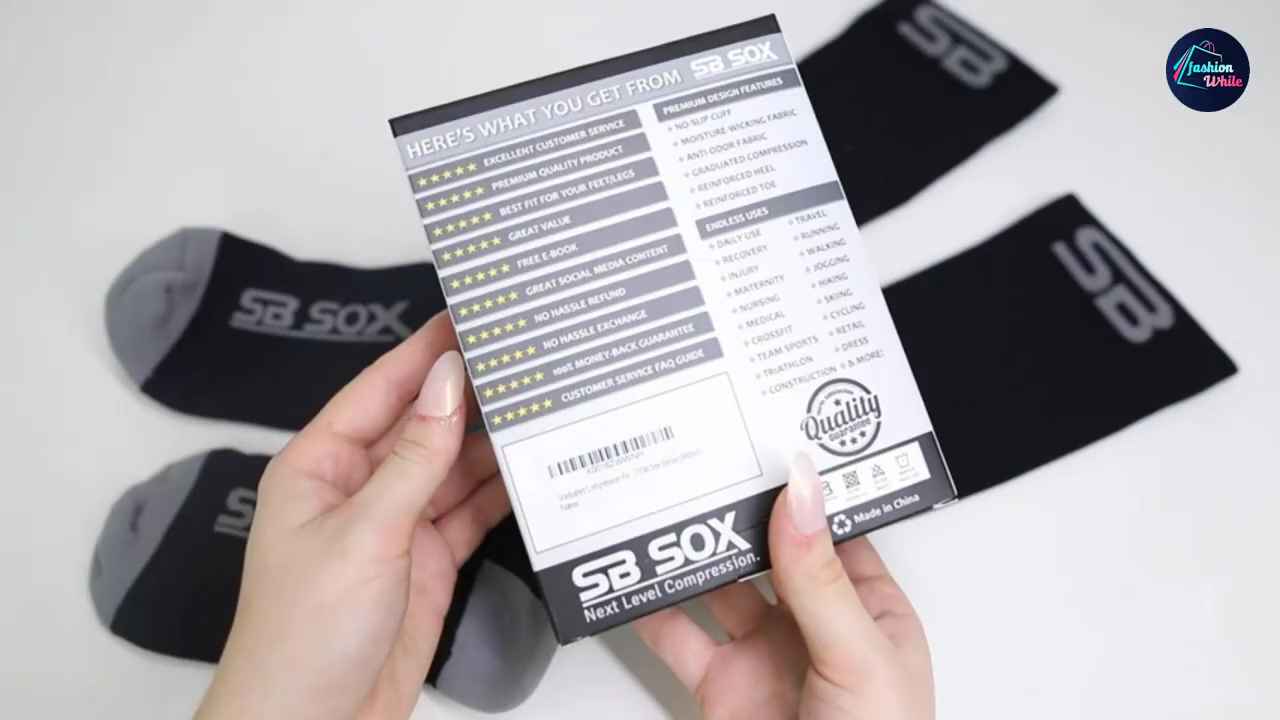 HERE'S WHAT YOU GET FROM SB SOX
EXCELLENT CUSTOMER SERVICE
PREMIUM QUALITY PRODUCT
BEST FIT FOR YOUR FEET/LEGS
GREAT VALUE
FREE E-BOOK
GREAT SOCIAL MEDIA CONTENT
NO HASSLE REFUND
NO HASSLE EXCHANGE
100% MONEY-BACK GUARANTEE
CUSTOMER SERVICE FAQ GUIDE
PREMIUM DESIGN FEATURES
+ NO-SLIP CUFF
+ MOISTURE-WICKING FABRIC
+ ANTI ODOR FABRIC
+ GRADUATED COMPRESSION
+ REINFORCED HEEL
+ REINFORCED TOE
ENDLESS USES
+ DAILY USE
+ RECOVERY
+ INJURY
+ MATERNITY
+ NURSING
+ MEDICAL
+ CROSSFIT
+ TEAM SPORTS
+ TRIATHLON
+ CONSTRUCTION
+ TRAVEL
+ RUNNING
+ WALKING
+ JOGGING
+ HIKING
+ SKIING
+ CYCLING
+ RETAIL
+ DRESS
+ & MORE!
Quality
Guarantee
Graduated Compression
New
SB SOX
Next Level Compression.
Made in China
SB SOX
SB
SB
fashion
While